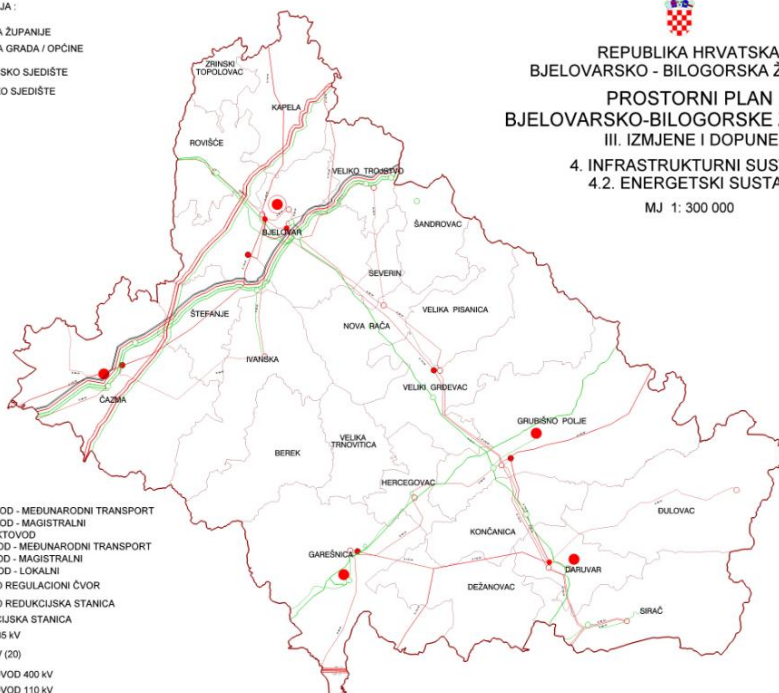 JA :
A ŽUPANIJE
A GRADA / OPĆINE
SKO SJEDIŠTE
O SJEDIŠTE
REPUBLIKA HRVATSKA
BJELOVARSKO - BILOGORSKA Ž
PROSTORNI PLAN
BJELOVARSKO-BILOGORSKE
III. IZMJENE I DOPUNE
4. INFRASTRUKTURNI SUS
4.2. ENERGETSKI SUSTA
MJ 1: 300 000
ZRINSKI
TOPOLOVAC
KAPELA
ROVIŠĆE
VELIKO TROJSTVO
ŠANDROVAC
BJELOVAR
SEVERIN
ŠTEFANJE
NOVA RAČA
VELIKA PISANICA
IVANSKA
VELIKI GRĐEVAC
ČAZMA
GRUBIŠNO POLJE
BEREK
VELIKA
TRNOVITICA
HERCEGOVAC
ĐULOVAC
KONČANICA
GAREŠNICA
DARUVAR
DEŽANOVAC
SIRAČ
OD - MEĐUNARODNI TRANSPORT
OD - MAGISTRALNI
KTOVOD
OD - MEĐUNARODNI TRANSPORT
OD - MAGISTRALNI
OD - LOKALNI
O REGULACIONI ČVOR
O REDUKCIJSKA STANICA
CIJSKA STANICA
5 kV
V (20)
OVOD 400 kV
OVOD 110 kV